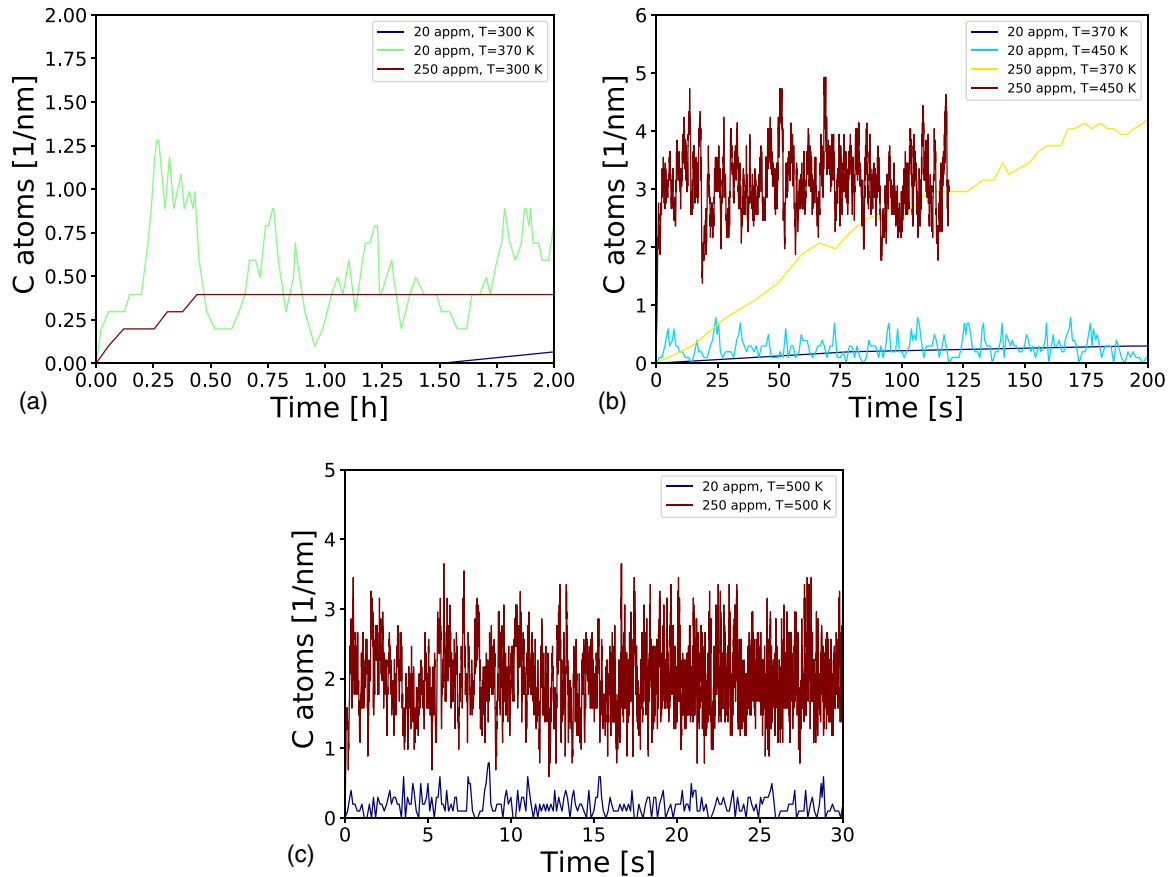 2.00
1.75
1.50
1.25
1.00
0.75
0.50
0.25
0.00
C atoms [1/nm]
20 appm, T=300 K
20 appm, T=370 K
250 appm, T=300 K
0.00 0.25 0.50 0.75 1.00 1.25 1.50 1.75 2.00
Time [h]
(a)
6
5
4
3
2
1
0
C atoms [1/nm]
20 appm, T=370 K
20 appm, T=450 K
250 appm, T=370 K
250 appm, T=450 K
0 25 50 75 100 125 150 175 200
Time [s]
(b)
5
4
3
2
1
0
C atoms [1/nm]
20 appm, T=500 K
250 appm, T=500 K
0 5 10 15 20 25 30
Time [s]
(c)